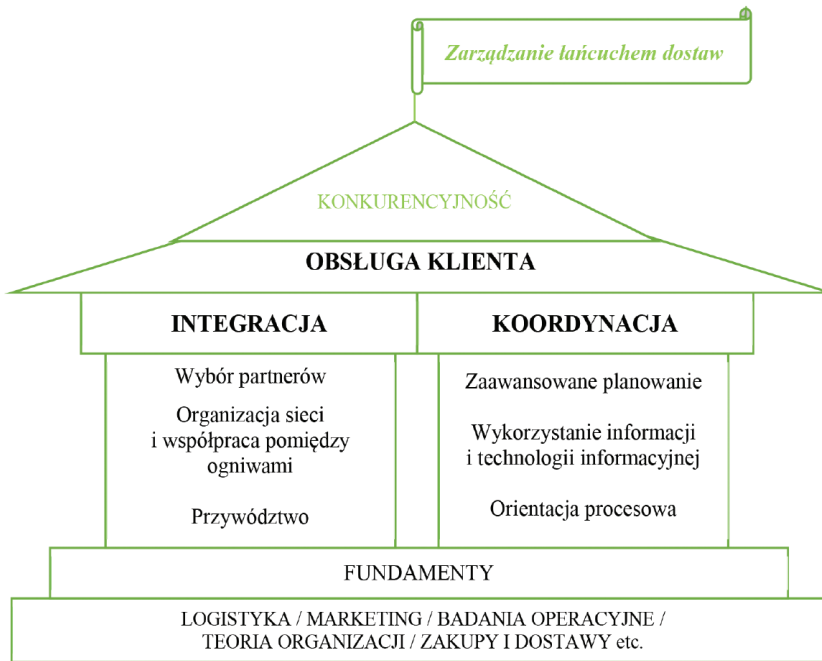 Zarządzanie łańcuchem dostaw
KONKURENCYJNOŚĆ
OBSŁUGA KLIENTA
INTEGRACJA
Wybór partnerów
Organizacja sieci
i współpraca pomiędzy
ogniwami
Przywództwo
KOORDYNACJA
Zaawansowane planowanie
Wykorzystanie informacji
i technologii informacyjnej
Orientacja procesowa
FUNDAMENTY
LOGISTYKA / MARKETING / BADANIA OPERACYJNE /
TEORIA ORGANIZACJI / ZAKUPY I DOSTAWY etc.